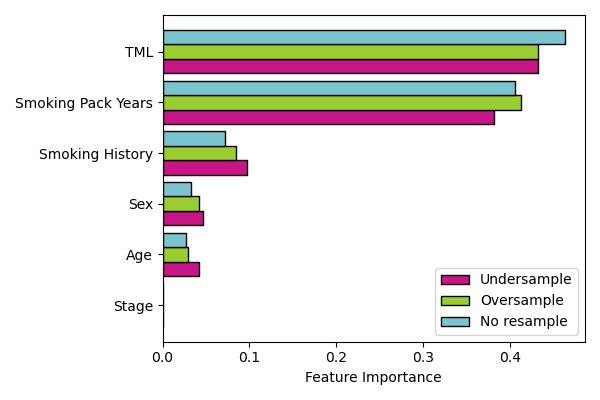 TML
Smoking Pack Years
Smoking History
Sex
Age
Stage
Undersample
Oversample
No resample
0.0 0.1 0.2 0.3 0.4
Feature Importance